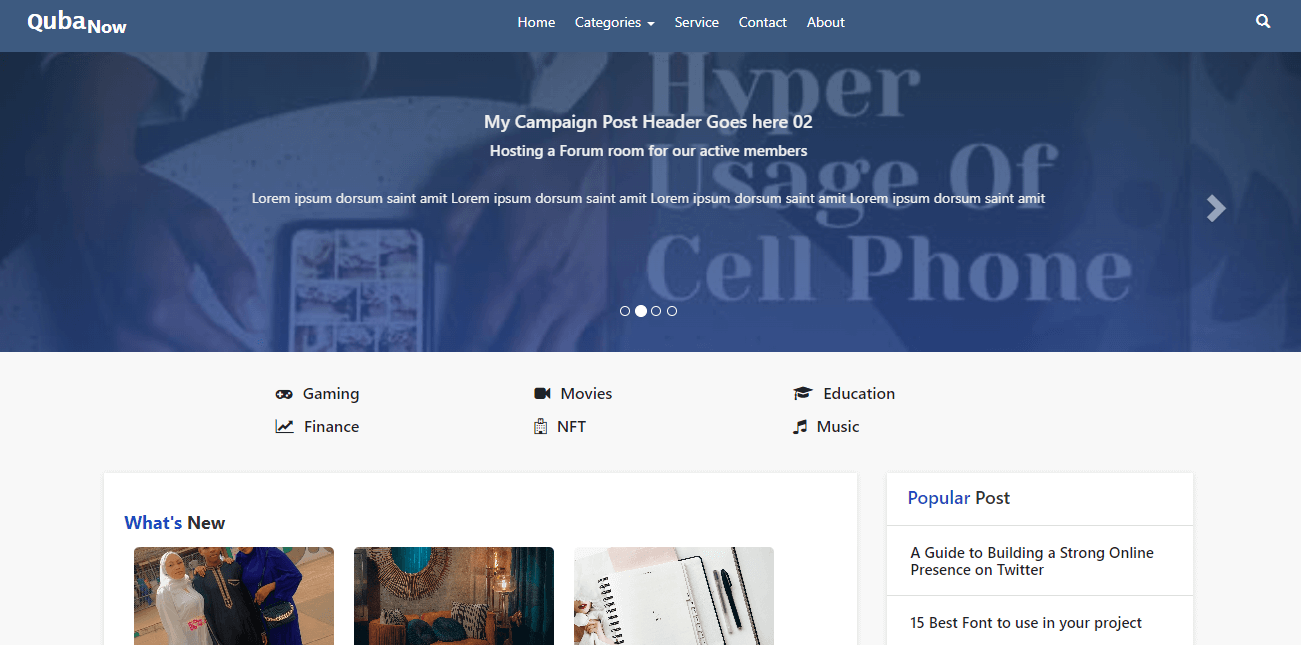 QubaNow
Home Categories Service Contact About
Hyper
Usage Of
Cell Phone
My Campaign Post Header Goes here 02
Hosting a Forum room for our active members
Lorem ipsum dorsum saint amit Lorem ipsum dorsum saint amit Lorem ipsum dorsum saint amit Lorem ipsum dorsum saint amit
Gaming Movies Education
Finance NFT Music
What's New
Popular Post
A Guide to Building a Strong Online
Presence on Twitter
15 Best Font to use in your project